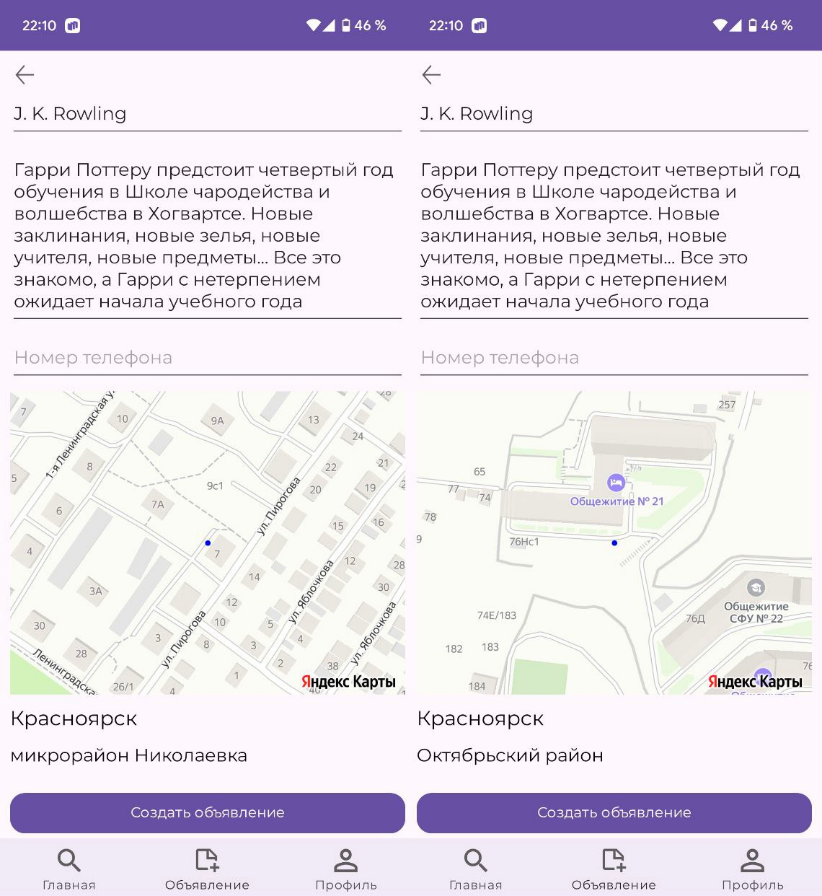 22:10
46 %
J. K. Rowling
Гарри Поттеру предстоит четвертый год
обучения в Школе чародейства и
волшебства в Хогвартсе. Новые
заклинания, новые зелья, новые
учителя, новые предметы... Все это
знакомо, а Гарри с нетерпением
ожидает начала учебного года
Номер телефона
7
10
9А
13
1-я Ленинградская у
24
8
22
21
5
9с1
20
19
6
7А
ул. Пирогова
15
16
4
7
12
14
30
3А
12
ул. Яблочкова
28
10
5
30
3
8
3
4
ул. Пирогова
28
2
ул. Яблочкова
Ленинградска
1
38
26/1
40
Яндекс Карты
Красноярск
микрорайон Николаевка
Создать объявление
Главная
Объявление
Профиль
22:10
46 %
J. K. Rowling
Гарри Поттеру предстоит четвертый год
обучения в Школе чародейства и
волшебства в Хогвартсе. Новые
заклинания, новые зелья, новые
учителя, новые предметы... Все это
знакомо, а Гарри с нетерпением
ожидает начала учебного года
Номер телефона
257
65
77
74
Общежитие № 21
78
9
76Нс1
Общежитие
СФУ № 22
74Е/183
76Д
182
183
76
184
Общежитие
Яндекс Карты
Красноярск
Октябрьский район
Создать объявление
Главная
Объявление
Профиль